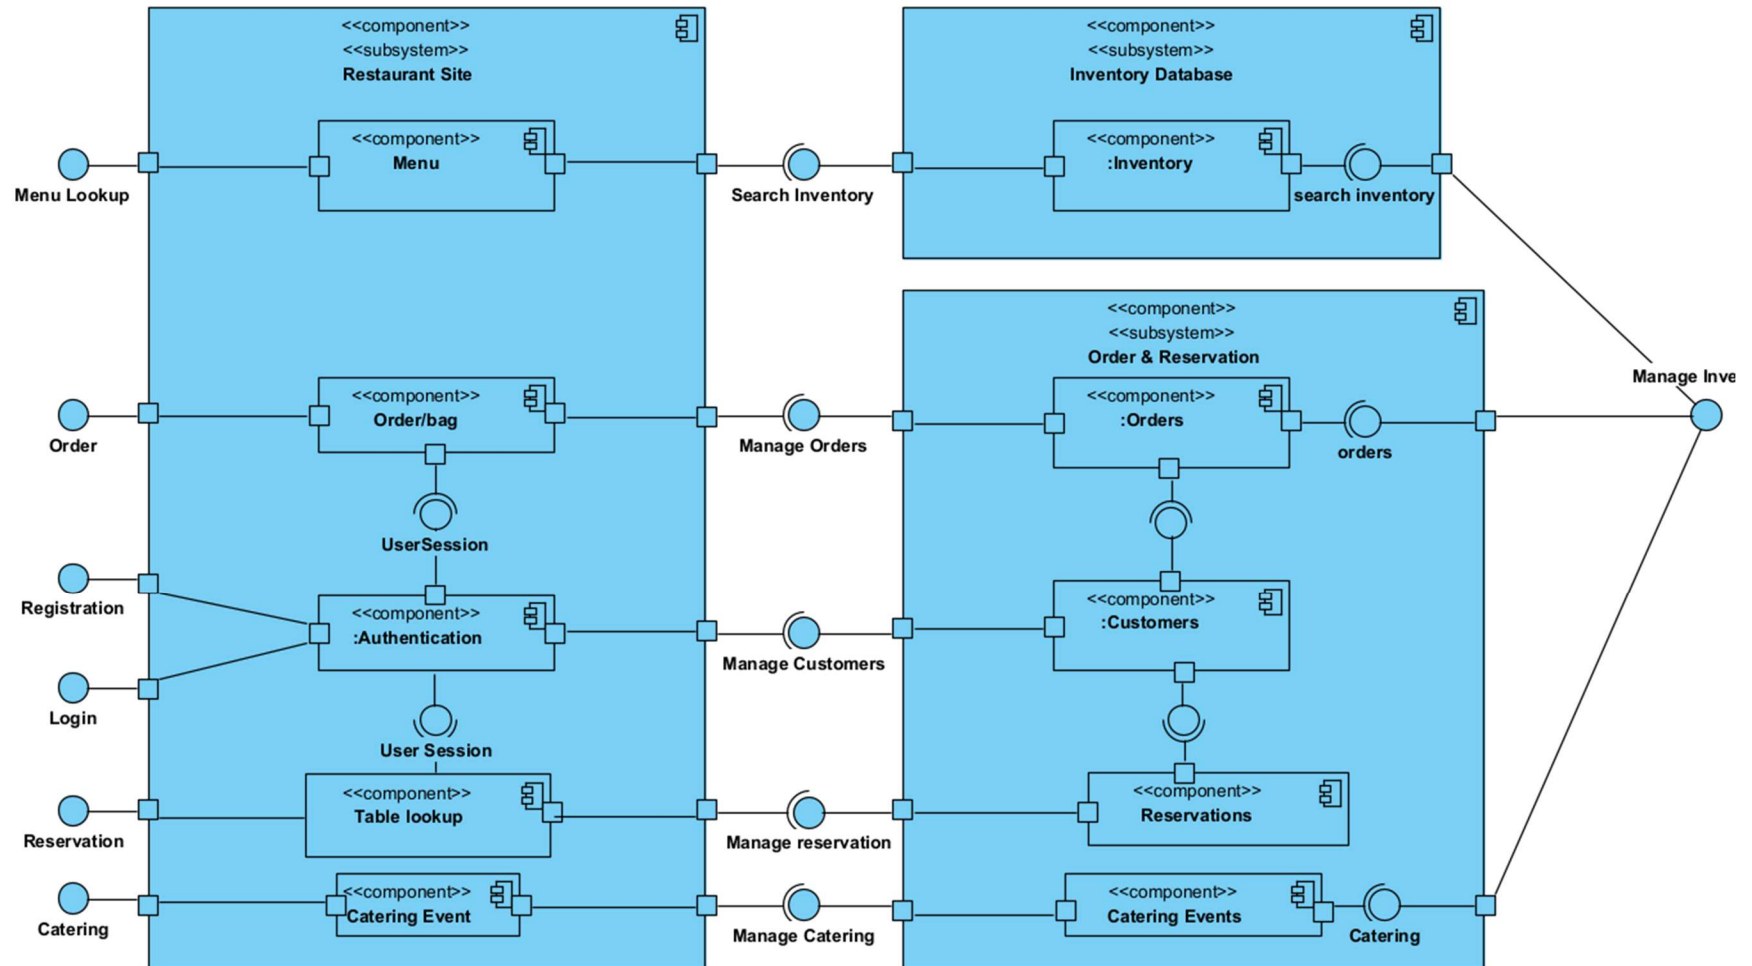 <<component>>
<<subsystem>>
Restaurant Site
<<component>>
<<subsystem>>
Inventory Database
<<component>>
Menu
<<component>>
:Inventory
Menu Lookup
Search Inventory
search inventory
<<component>>
<<subsystem>>
Order & Reservation
Manage Inve
<<component>>
Order/bag
<<component>>
:Orders
Order
Manage Orders
orders
UserSession
Registration
<<component>>
:Authentication
<<component>>
:Customers
Manage Customers
Login
User Session
<<component>>
Table lookup
<<component>>
Reservations
Reservation
Manage reservation
<<component>>
Catering Event
<<component>>
Catering Events
Catering
Manage Catering
Catering